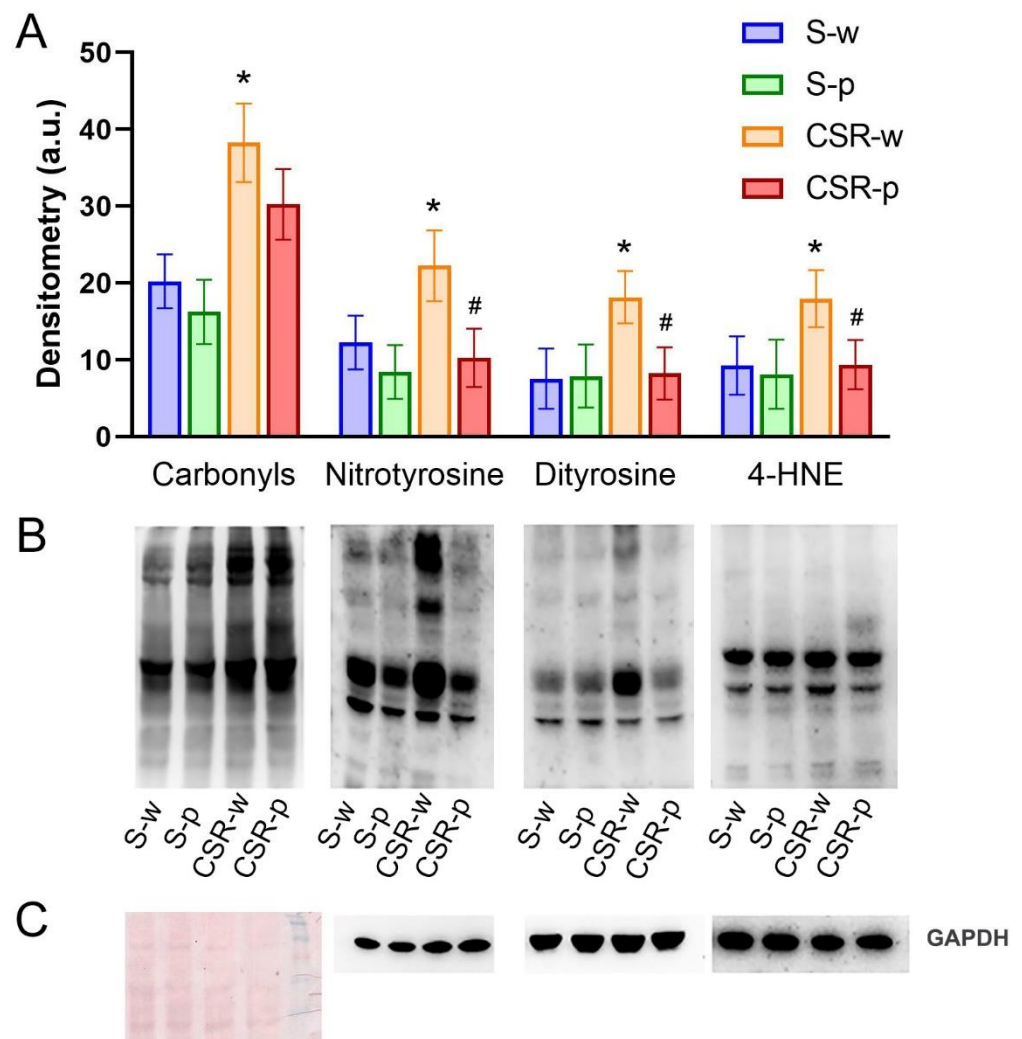 A
50
40
30
20
10
0
Densitometry (a.u.)
S-w
S-p
CSR-w
CSR-p
*
*
#
*
#
*
#
Carbonyls
Nitrotyrosine
Dityrosine
4-HNE
B
S-w
S-p
CSR-w
CSR-p
S-w
S-p
CSR-w
CSR-p
S-w
S-p
CSR-w
CSR-p
S-w
S-p
CSR-w
CSR-p
C
GAPDH